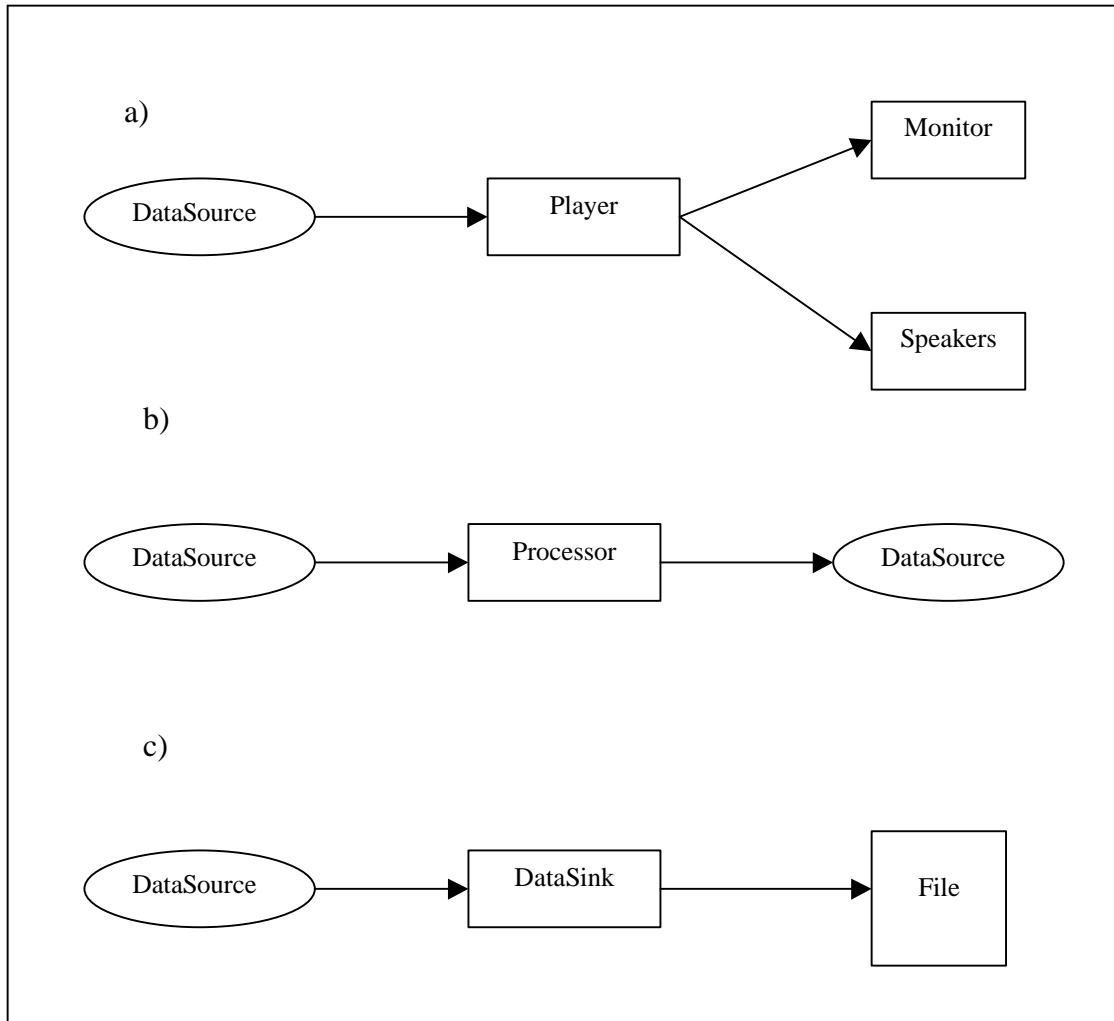 a)
Monitor
DataSource
Player
Speakers
b)
DataSource
Processor
DataSource
c)
DataSource
DataSink
File